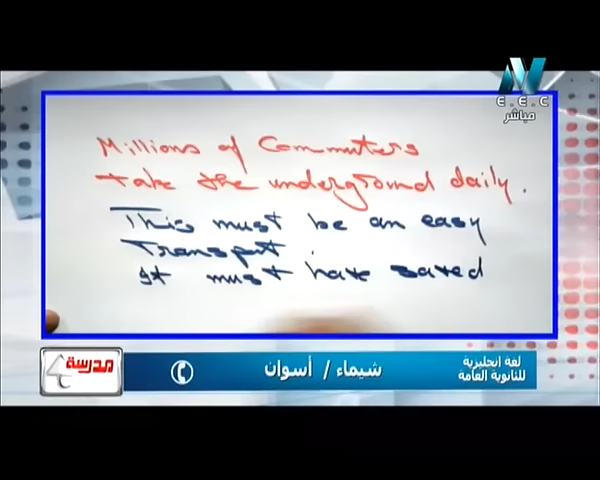 E.E.C
مباشر
Millions of Commuters
take the underground daily.
This must be an easy
Transpot.
It must have saved
مدرسة
شيماء / أسوان
لغة انجليزية
للثانوية العامة